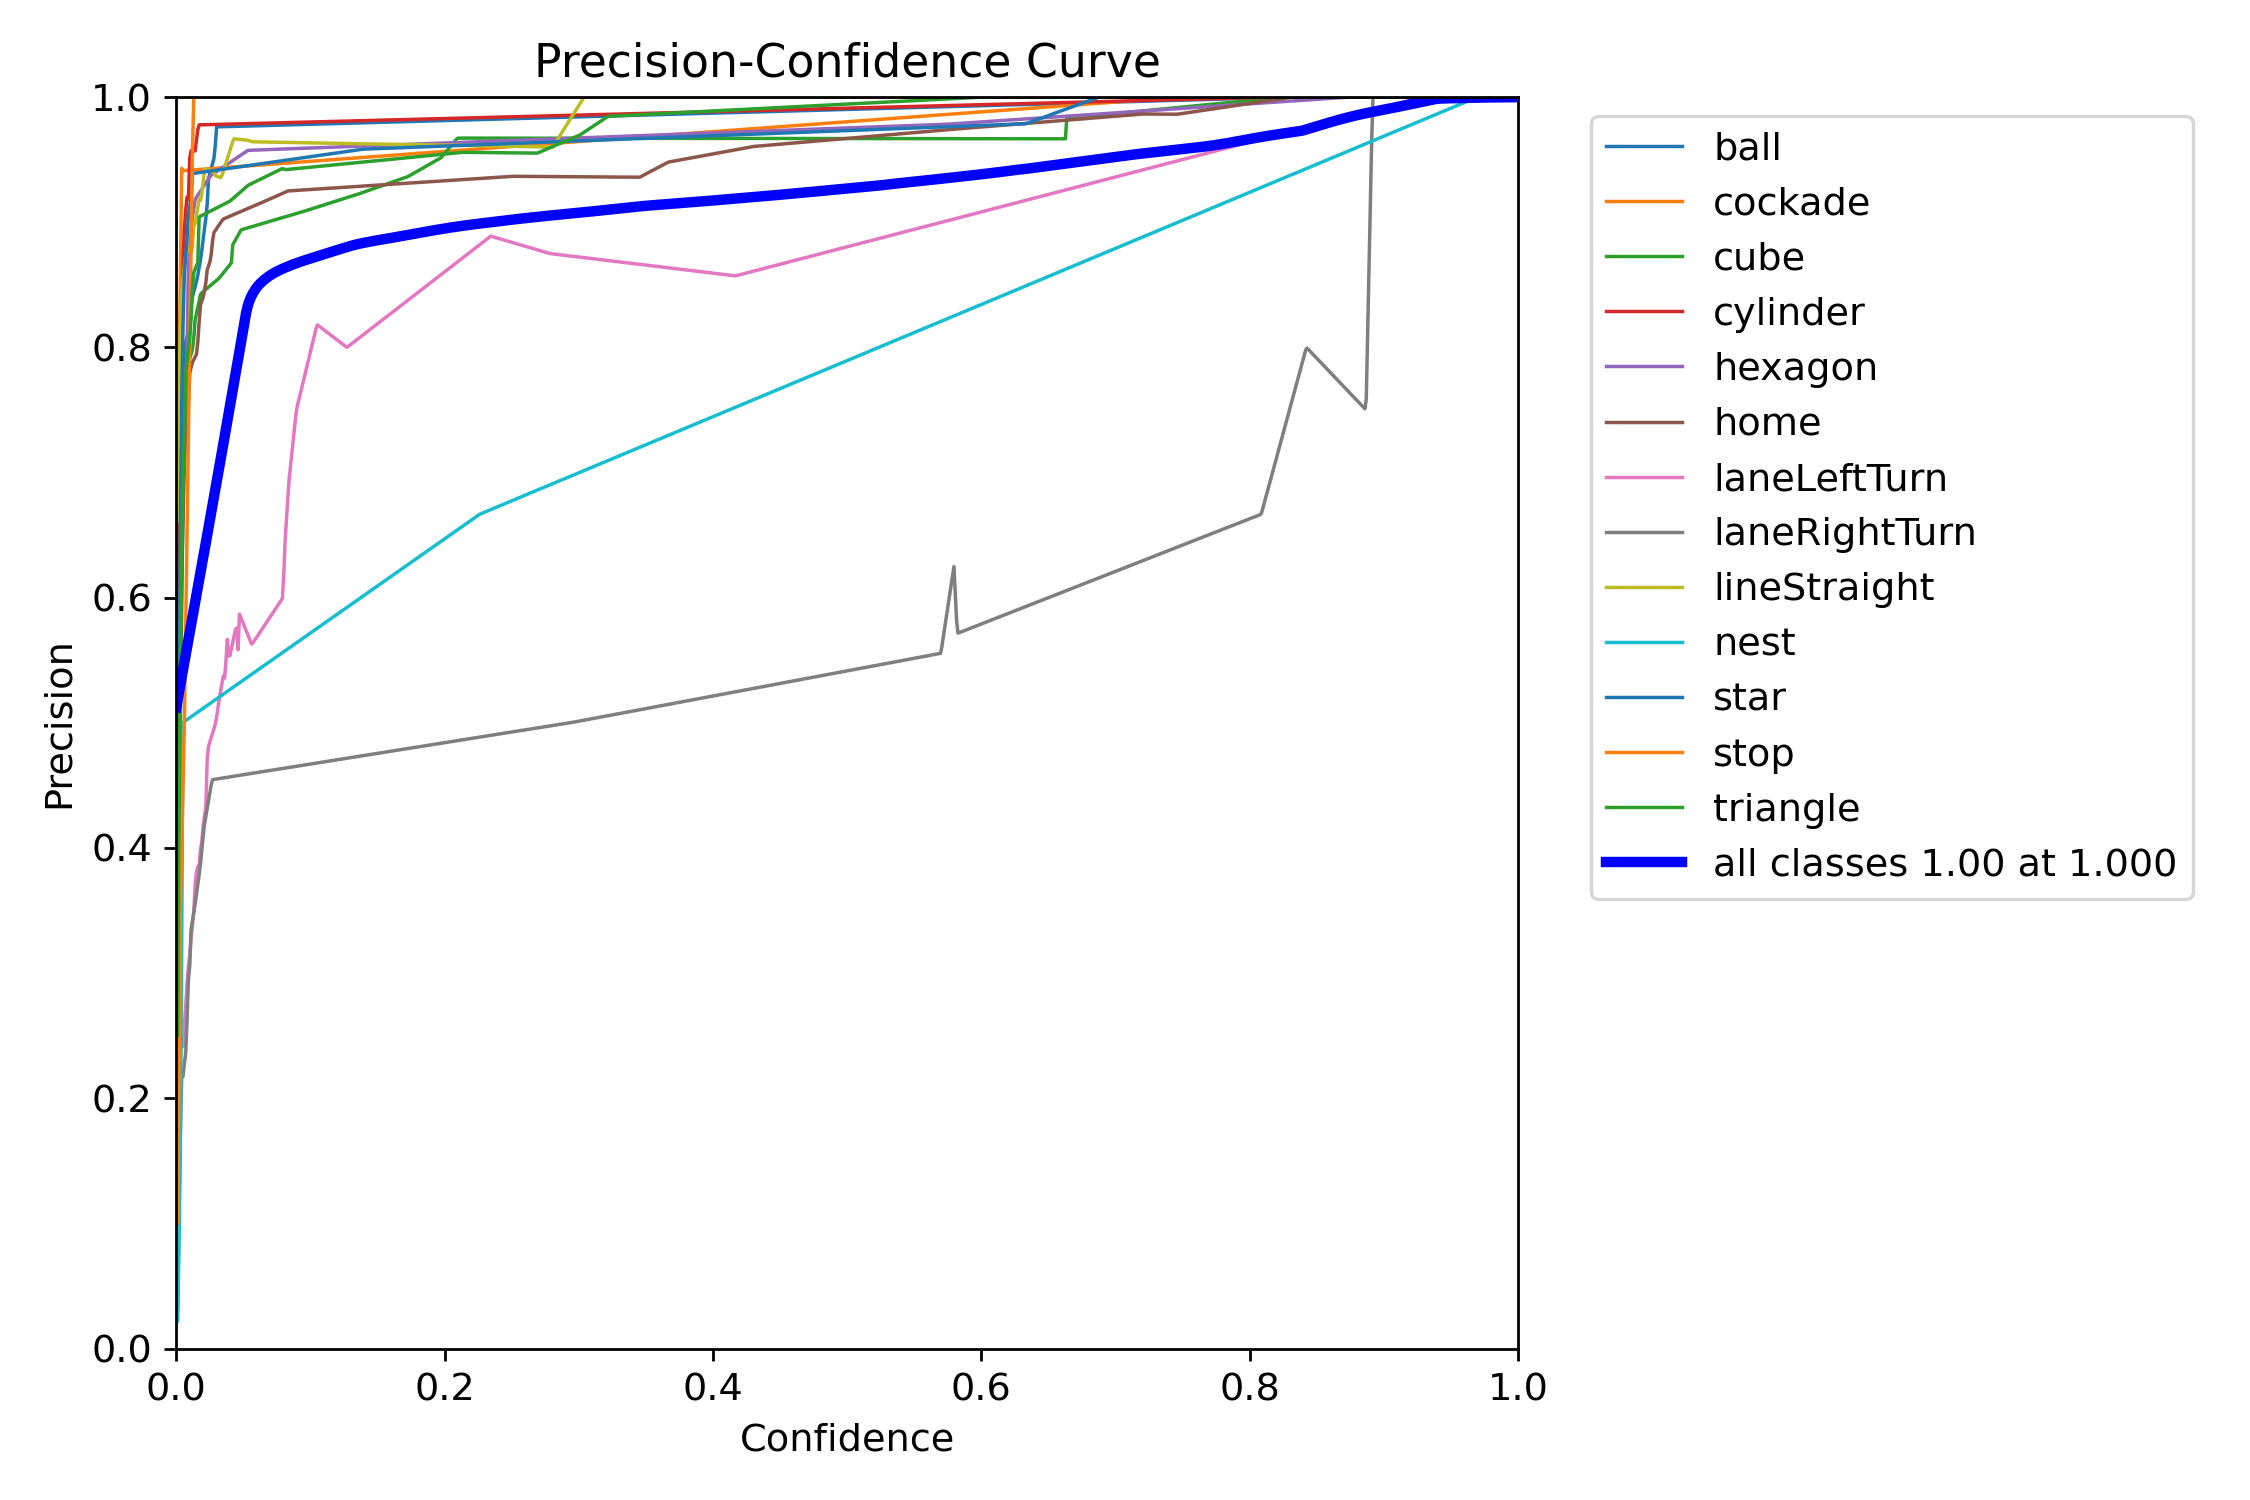 Precision-Confidence Curve
1.0
0.8
0.6
0.4
0.2
0.0
Precision
0.0 0.2 0.4 0.6 0.8 1.0
Confidence
ball
cockade
cube
cylinder
hexagon
home
laneLeftTurn
laneRightTurn
lineStraight
nest
star
stop
triangle
all classes 1.00 at 1.000